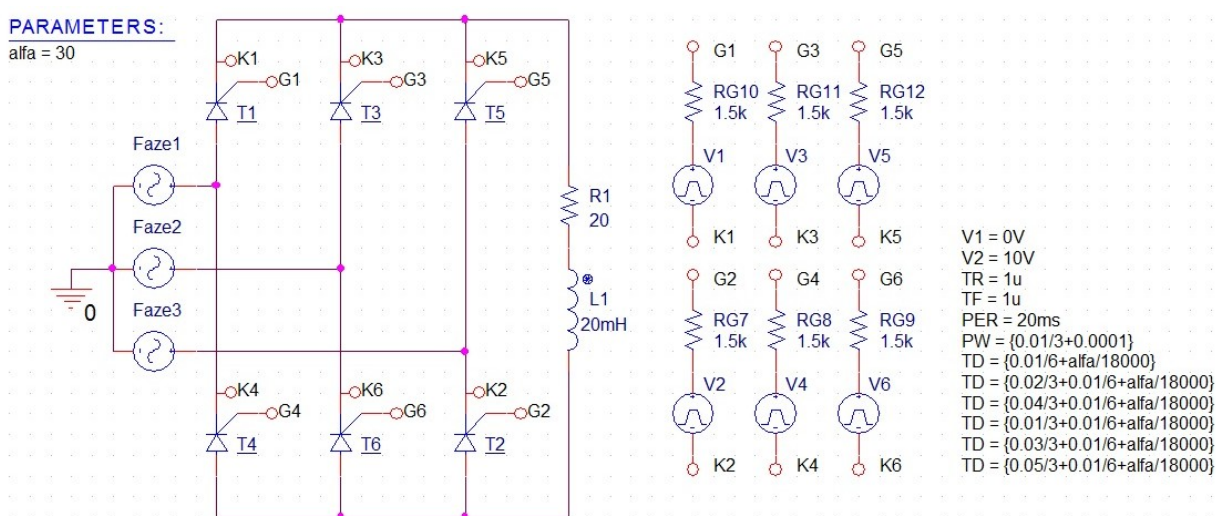 PARAMETERS:
alfa = 30
K1
G1
T1
K3
G3
T3
K5
G5
T5
Faze1
Faze2
Faze3
0
K4
G4
T4
K6
G6
T6
K2
G2
T2
R1
20
L1
20mH
G1
G3
G5
RG10
1.5k
RG11
1.5k
RG12
1.5k
V1
V3
V5
K1
K3
K5
G2
G4
G6
RG7
1.5k
RG8
1.5k
RG9
1.5k
V2
V4
V6
K2
K4
K6
V1 = 0V
V2 = 10V
TR = 1u
TF = 1u
PER = 20ms
PW = {0.01/3+0.0001}
TD = {0.01/6+alfa/18000}
TD = {0.02/3+0.01/6+alfa/18000}
TD = {0.04/3+0.01/6+alfa/18000}
TD = {0.01/3+0.01/6+alfa/18000}
TD = {0.03/3+0.01/6+alfa/18000}
TD = {0.05/3+0.01/6+alfa/18000}